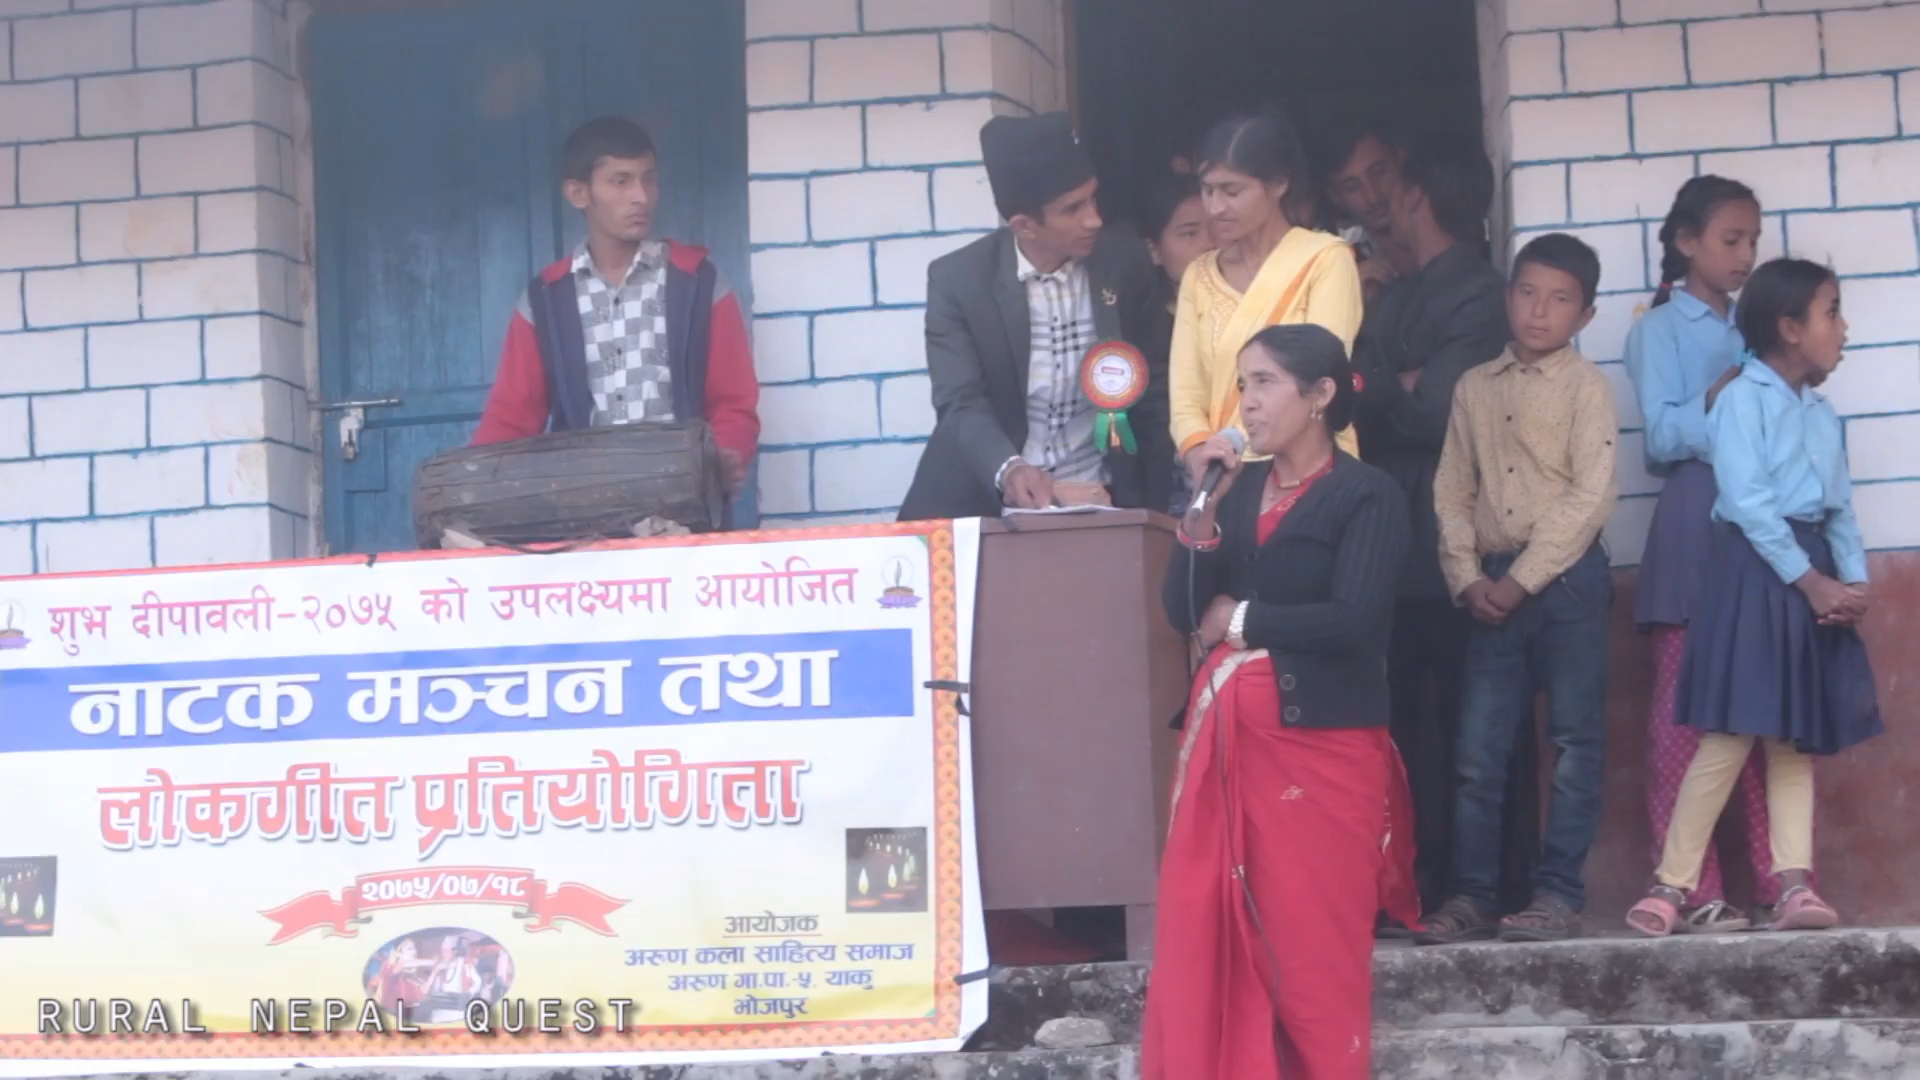 शुभ दीपावली-२०७५ को उपलक्ष्यमा आयोजित
नाटक मञ्चन तथा
लोकगीत प्रतियोगिता
२०७५/०७/१८
आयोजक
अरुण कला साहित्य समाज
अरुण गा.पा.-५, याकु
भोजपुर
RURAL NEPAL QUEST